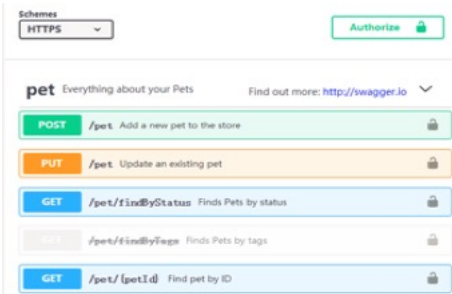 Schemes
HTTPS
Authorize
pet Everything about your Pets Find out more: http://swagger.io
POST /pet Add a new pet to the store
PUT /pet Update an existing pet
GET /pet/findByStatus Finds Pets by status
GET /pet/findByTags Finds Pets by tags
GET /pet/{petId} Find pet by ID